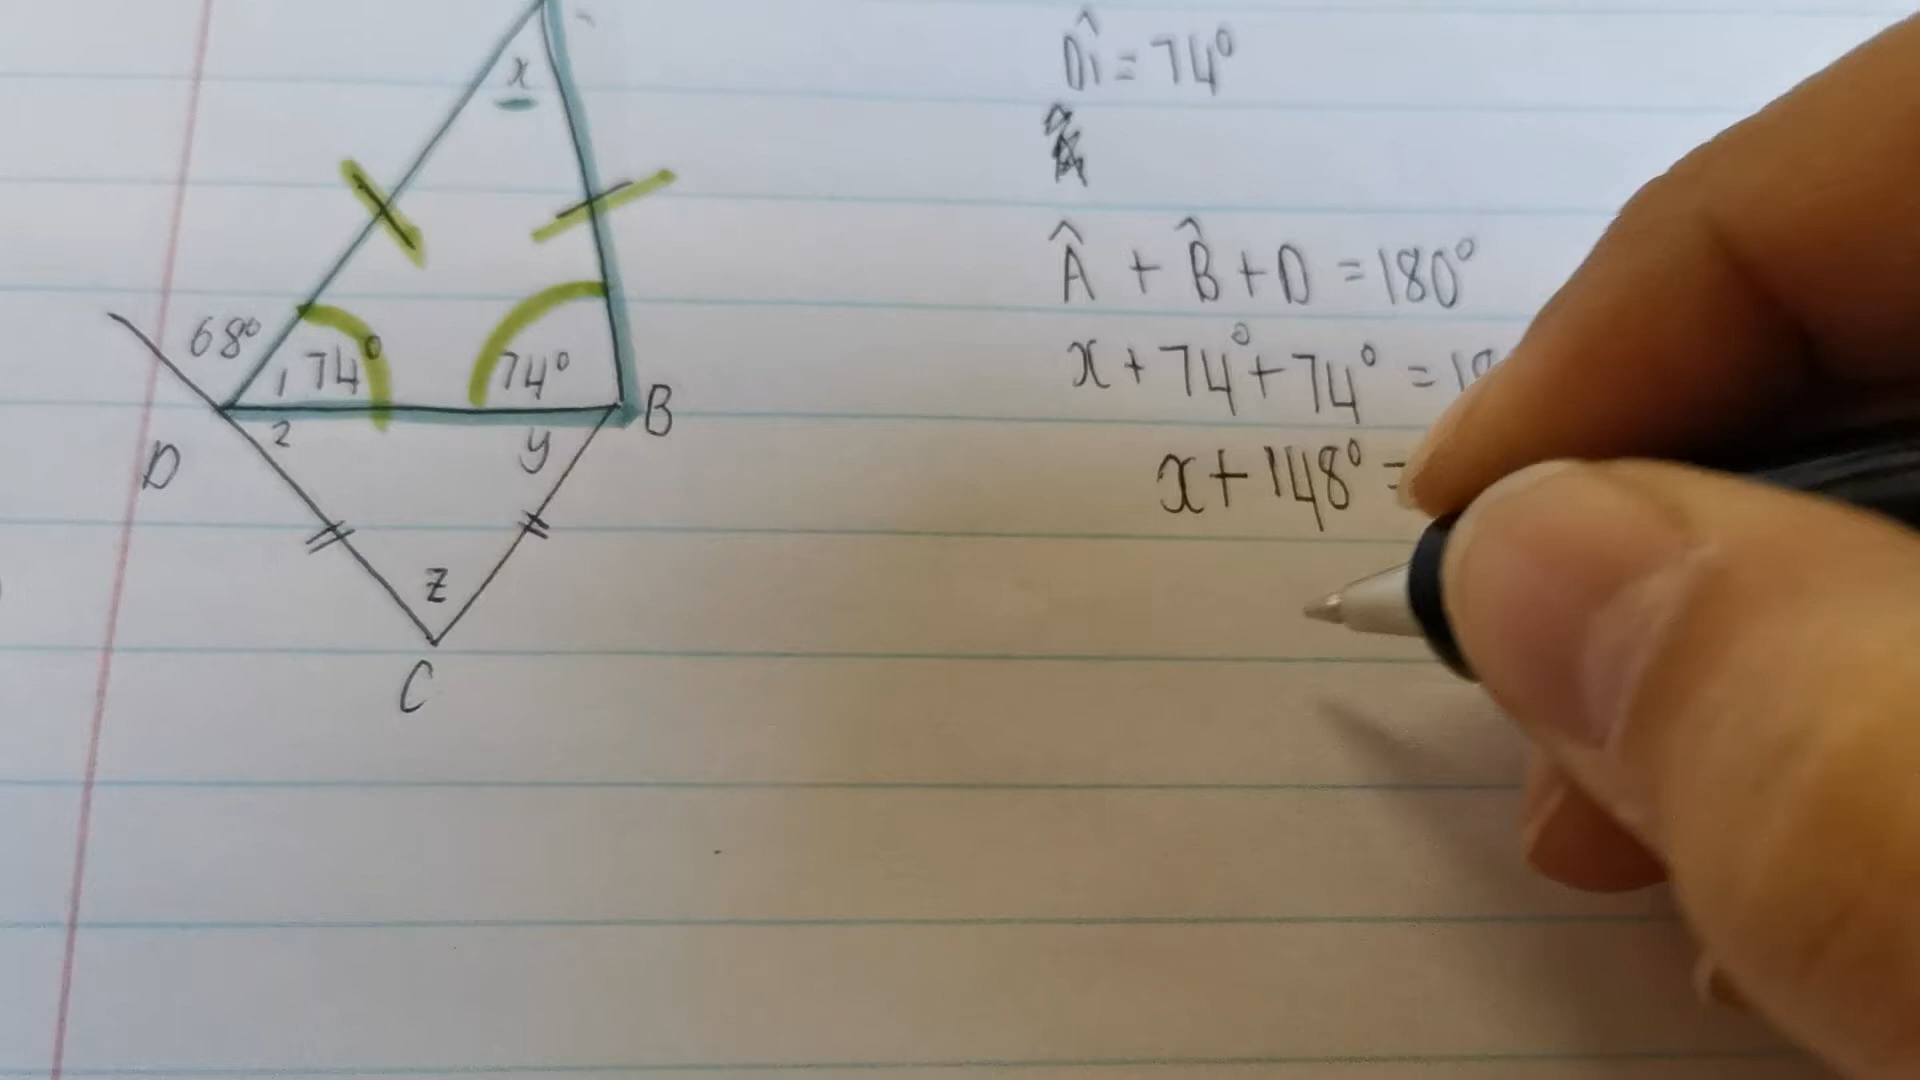 x
68°
1 74°
74°
B
2
y
D
Z
C
D̂1 = 74°
Â + B̂ + D = 180°
x + 74° + 74° =
x + 148° =